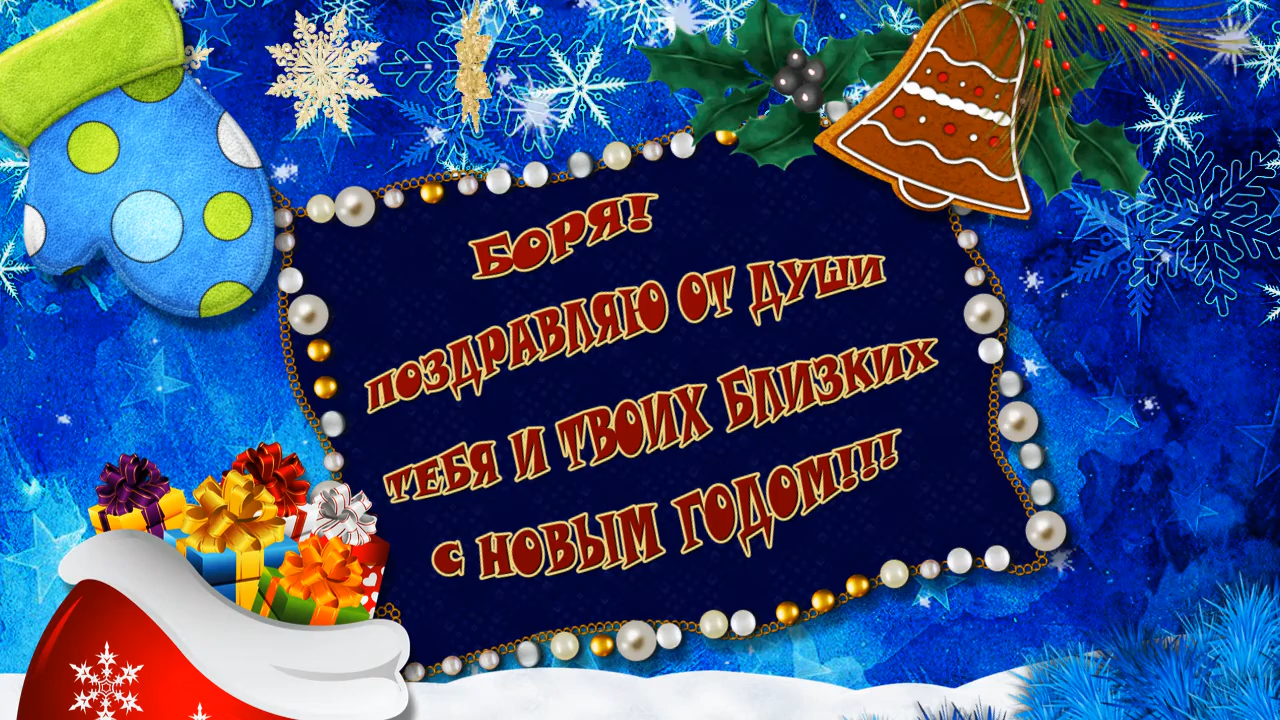 БОРЯ!
ПОЗДРАВЛЯЮ ОТ ДУШИ
ТЕБЯ И ТВОИХ БЛИЗКИХ
С НОВЫМ ГОДОМ!!!